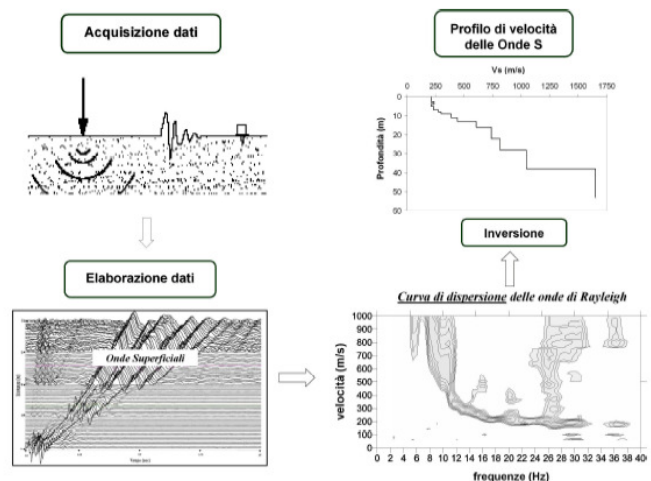 Acquisizione dati
Profilo di velocità
delle Onde S
Vs (m/s)
0 250 500 750 1000 1250 1500 1750
0
10
20
30
40
50
60
Profondità (m)
Inversione
Elaborazione dati
Onde Superficiali
Curva di dispersione delle onde di Rayleigh
1000
900
800
700
600
500
400
300
200
100
0
velocità (m/s)
0 2 4 6 8 10 12 14 16 18 20 22 24 26 28 30 32 34 36 38 40
frequenze (Hz)